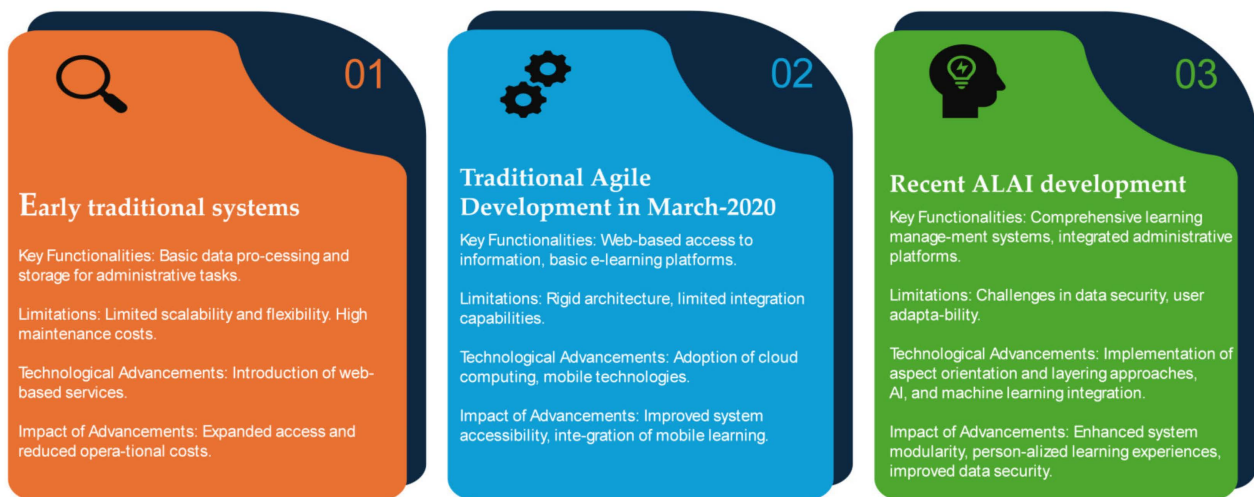 01
Early traditional systems
Key Functionalities: Basic data pro-cessing and
storage for administrative tasks.
Limitations: Limited scalability and flexibility. High
maintenance costs.
Technological Advancements: Introduction of web-
based services.
Impact of Advancements: Expanded access and
reduced opera-tional costs.
02
Traditional Agile
Development in March-2020
Key Functionalities: Web-based access to
information, basic e-learning platforms.
Limitations: Rigid architecture, limited integration
capabilities.
Technological Advancements: Adoption of cloud
computing, mobile technologies.
Impact of Advancements: Improved system
accessibility, inte-gration of mobile learning.
03
Recent ALAI development
Key Functionalities: Comprehensive learning
manage-ment systems, integrated administrative
platforms.
Limitations: Challenges in data security, user
adapta-bility.
Technological Advancements: Implementation of
aspect orientation and layering approaches,
AI, and machine learning integration.
Impact of Advancements: Enhanced system
modularity, person-alized learning experiences,
improved data security.